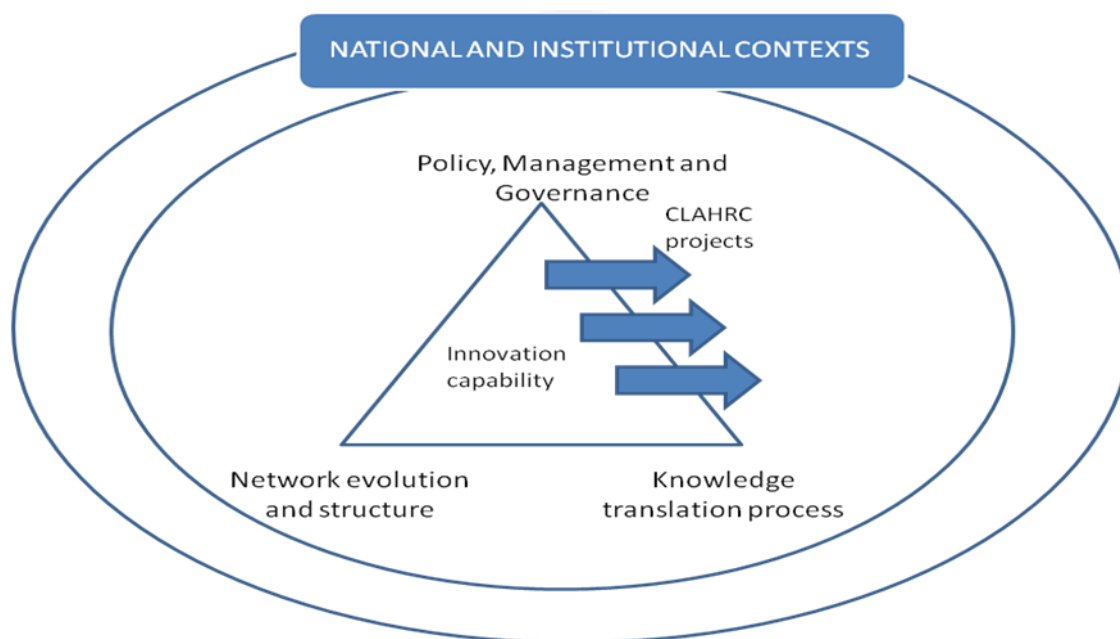 NATIONAL AND INSTITUTIONAL CONTEXTS
Policy, Management and
Governance
CLAHRC
projects
Innovation
capability
Network evolution
and structure
Knowledge
translation process